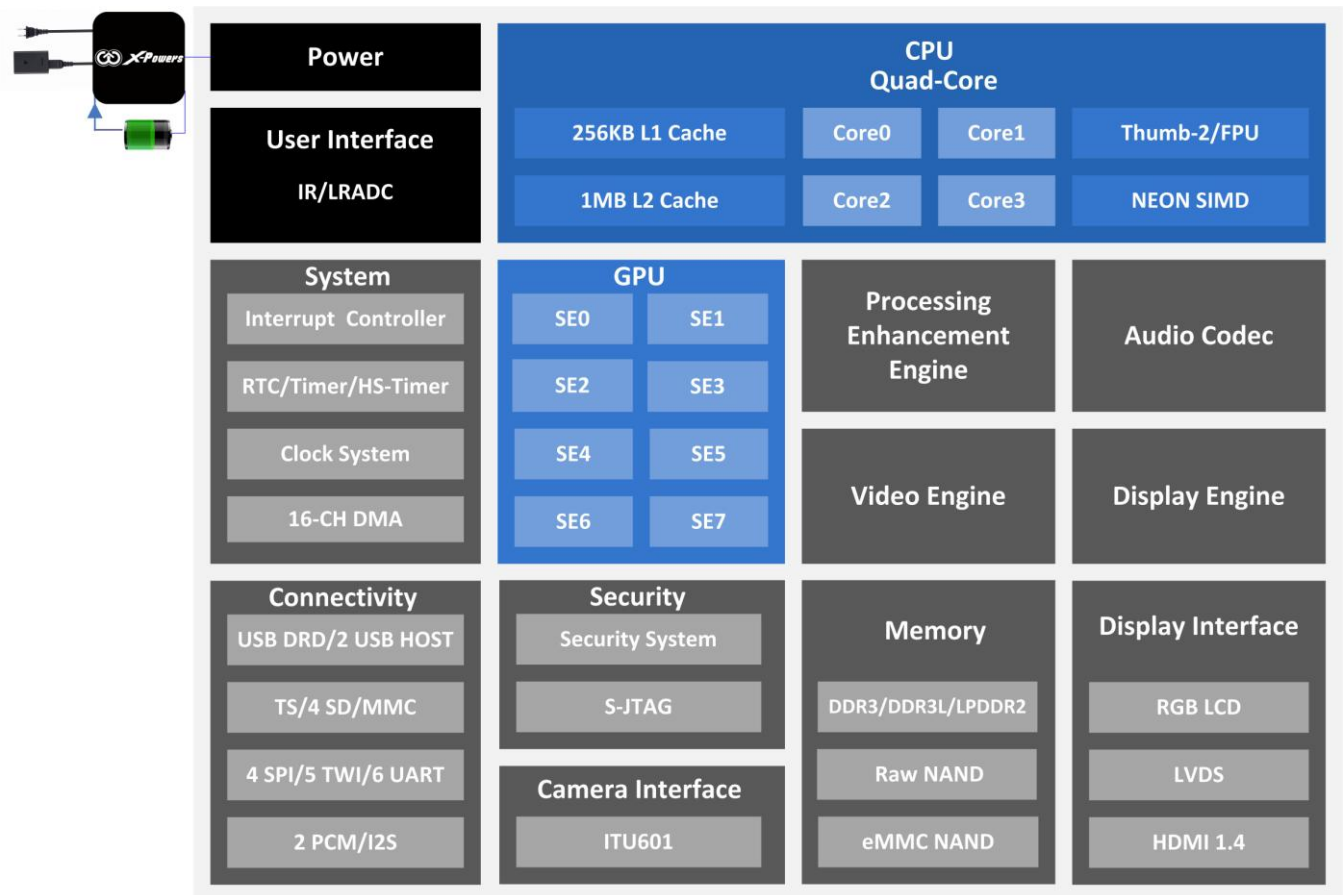 X-Powers
Power
User Interface
IR/LRADC
CPU
Quad-Core
256KB L1 Cache
Core0
Core1
Thumb-2/FPU
1MB L2 Cache
Core2
Core3
NEON SIMD
System
Interrupt Controller
RTC/Timer/HS-Timer
Clock System
16-CH DMA
GPU
SE0
SE1
SE2
SE3
SE4
SE5
SE6
SE7
Processing
Enhancement
Engine
Audio Codec
Video Engine
Display Engine
Connectivity
USB DRD/2 USB HOST
TS/4 SD/MMC
4 SPI/5 TWI/6 UART
2 PCM/I2S
Security
Security System
S-JTAG
Camera Interface
ITU601
Memory
DDR3/DDR3L/LPDDR2
Raw NAND
eMMC NAND
Display Interface
RGB LCD
LVDS
HDMI 1.4